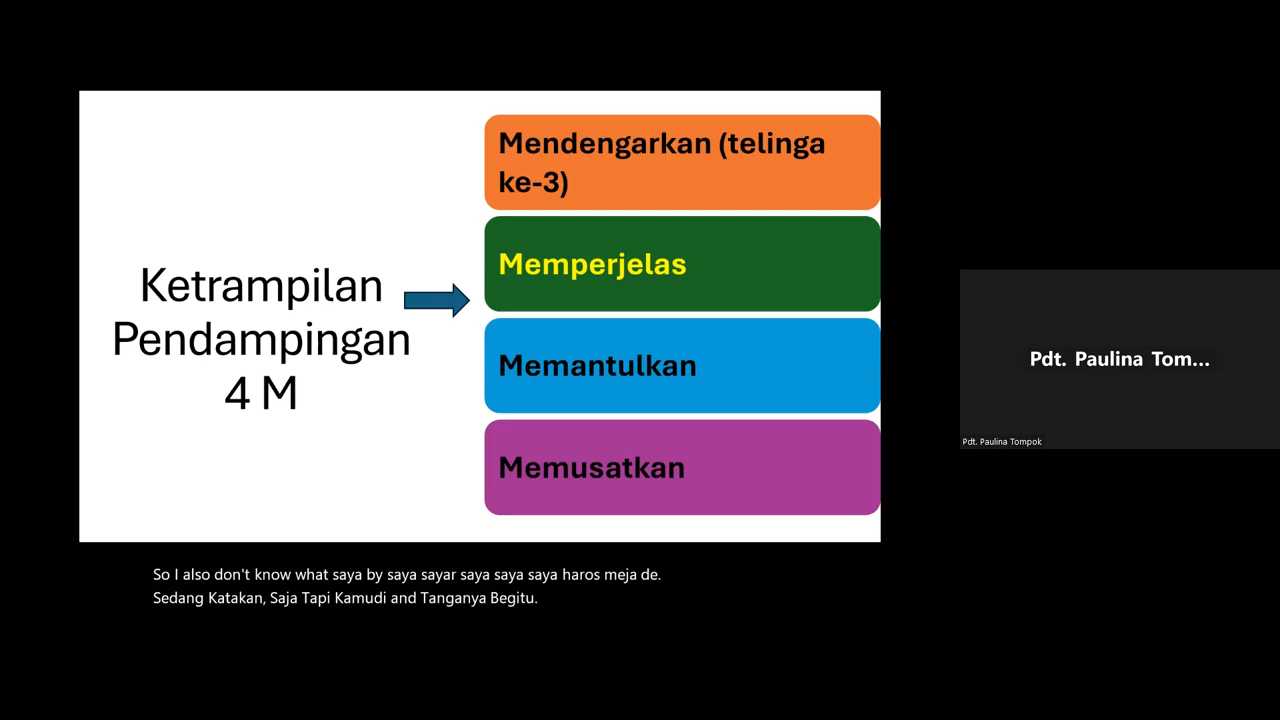 Ketrampilan
Pendampingan
4 M
Mendengarkan (telinga
ke-3)
Memperjelas
Memantulkan
Memusatkan
Pdt. Paulina Tom...
Pdt. Paulina Tompok
So I also don't know what saya by saya sayar saya saya saya haros meja de.
Sedang Katakan, Saja Tapi Kamudi and Tanganya Begitu.